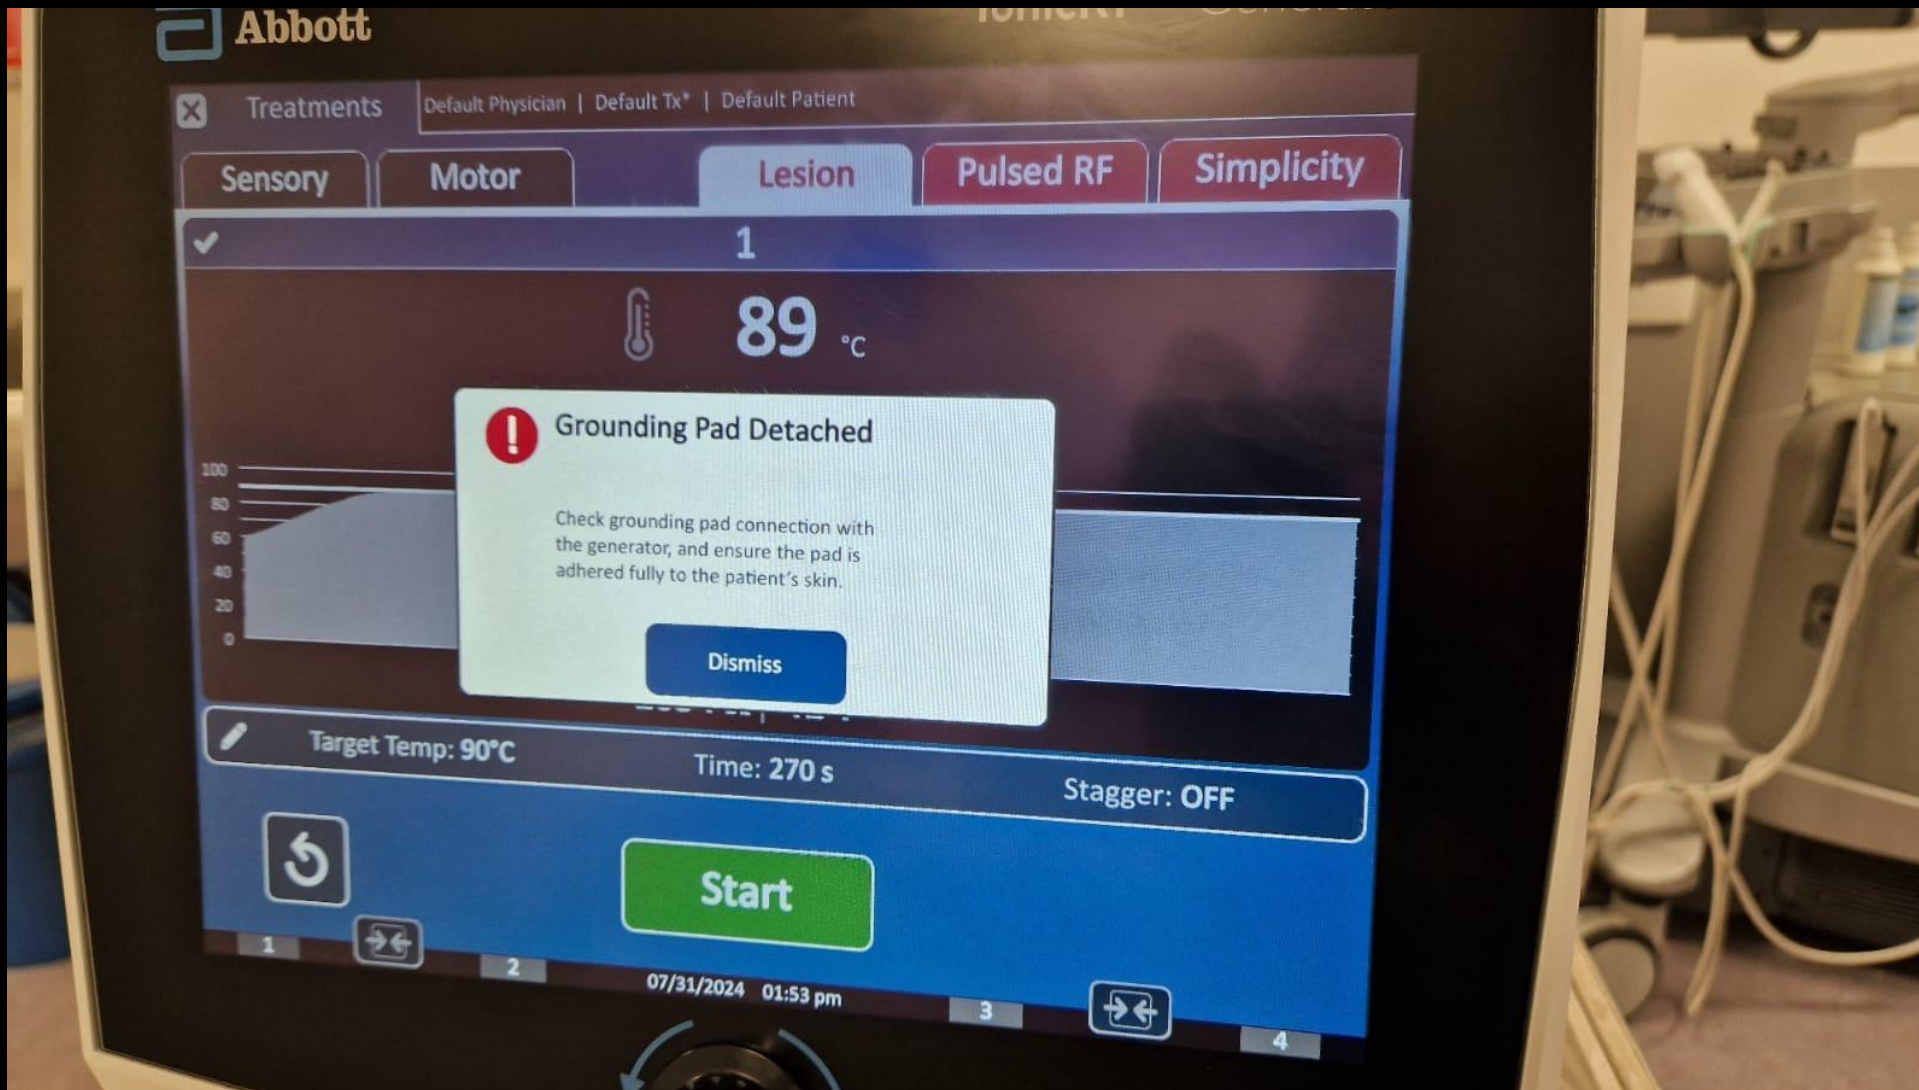 Abbott
Treatments
Default Physician | Default Tx* | Default Patient
Sensory
Motor
Lesion
Pulsed RF
Simplicity
1
89 °C
Grounding Pad Detached
Check grounding pad connection with
the generator, and ensure the pad is
adhered fully to the patient's skin.
Dismiss
100
80
60
40
20
0
Target Temp: 90°C
Time: 270 s
Stagger: OFF
Start
1
2
07/31/2024 01:53 pm
3
4